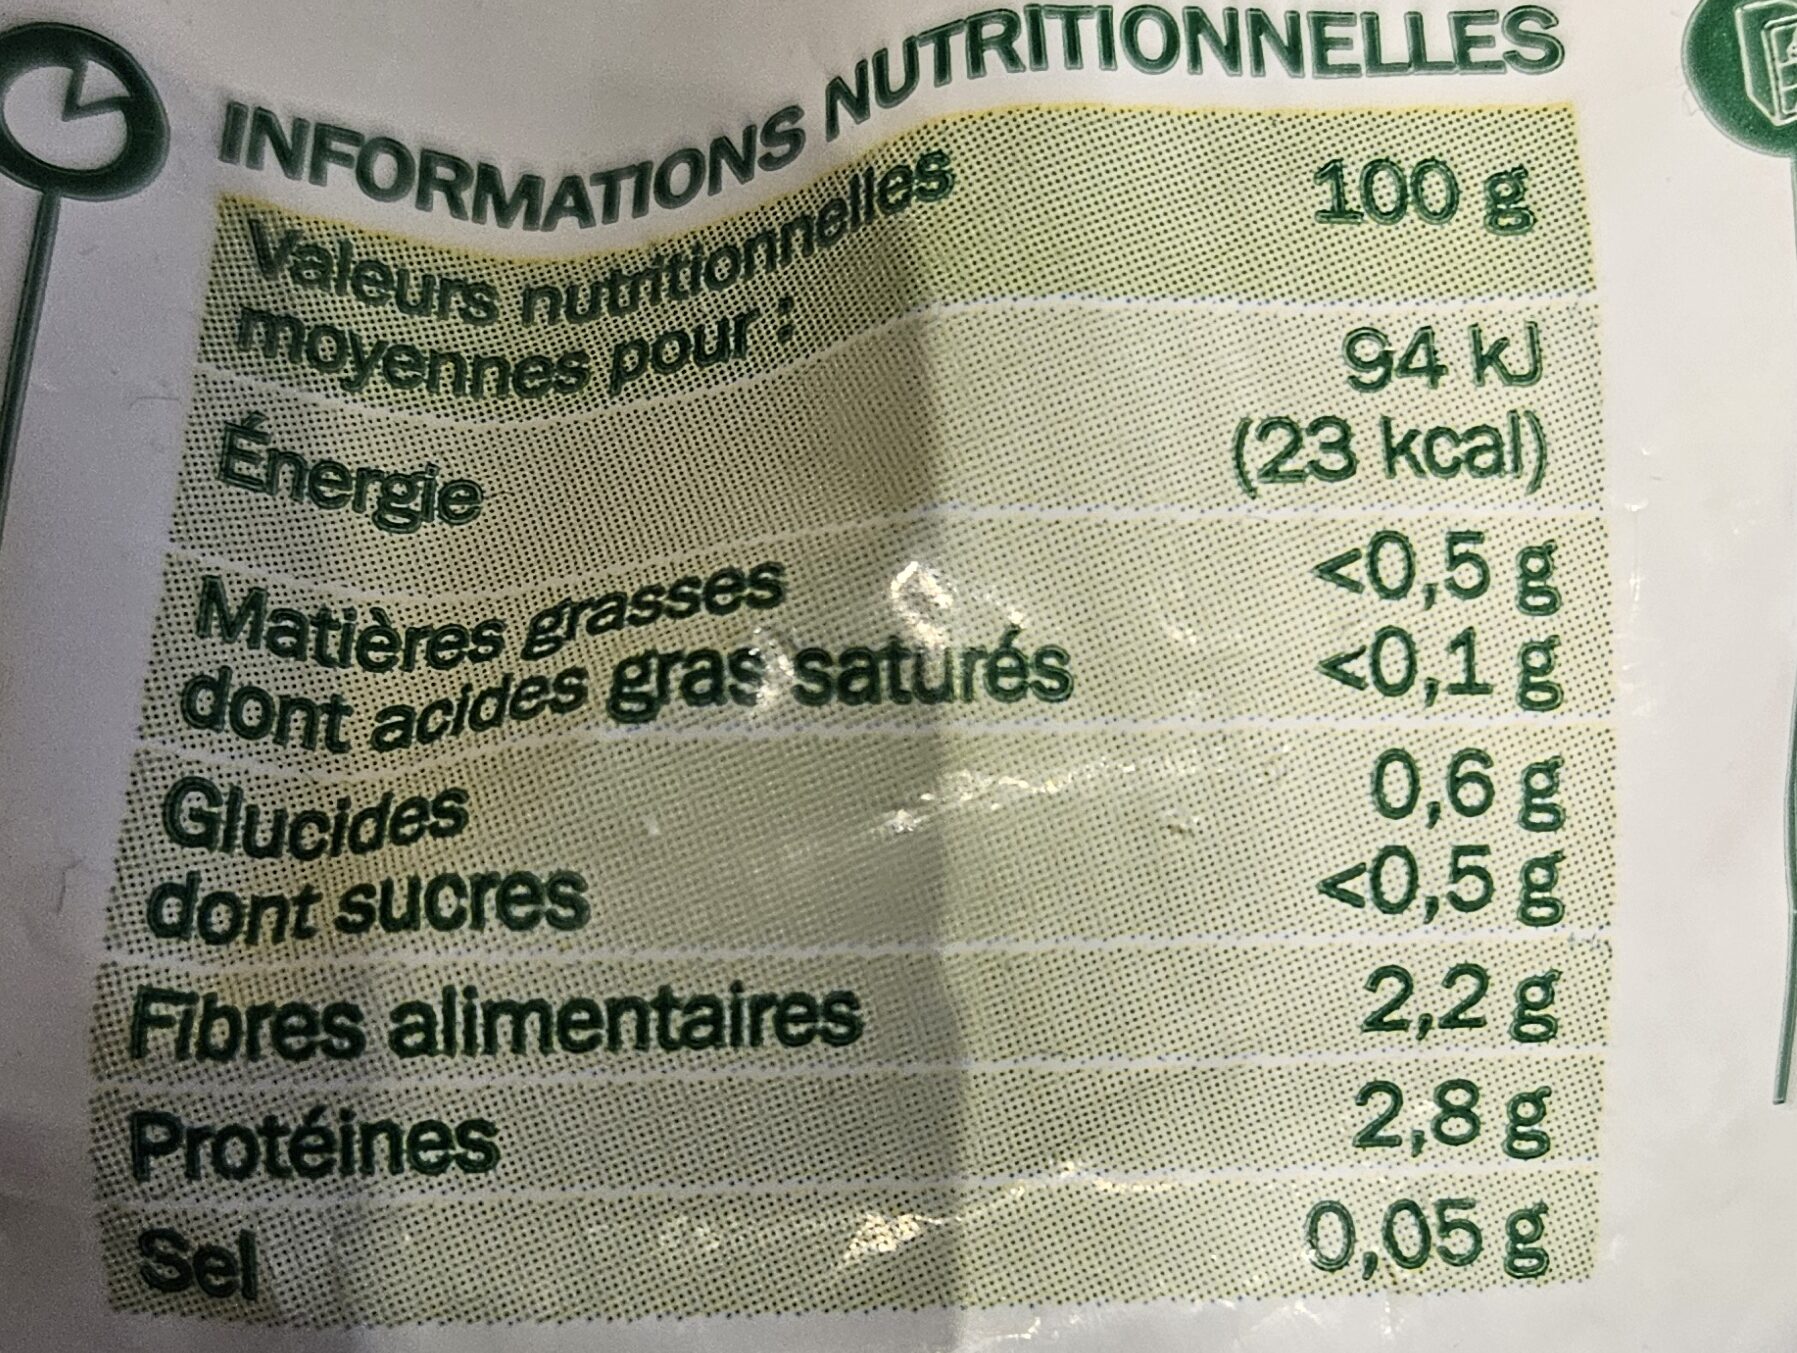 INFORMATIONS NUTRITIONNELLES
Valeurs nutritionnelles
moyennes pour : 100 g
Énergie 94 kJ
(23 kcal)
Matières grasses <0,5 g
dont acides gras saturés <0,1 g
Glucides 0,6 g
dont sucres <0,5 g
Fibres alimentaires 2,2 g
Protéines 2,8 g
Sel 0,05 g